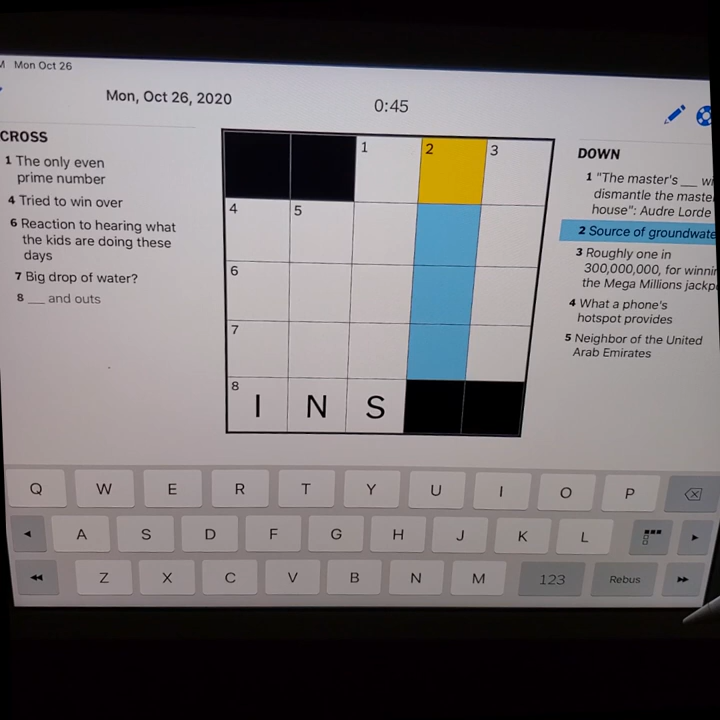 Mon Oct 26
Mon, Oct 26, 2020
0:45
CROSS
1 The only even
prime number
4 Tried to win over
6 Reaction to hearing what
the kids are doing these
days
7 Big drop of water?
8 ___ and outs
1 2 3
4 5
6
7
8
I N S
DOWN
1 "The master's ___
dismantle the
house": Audre Lorde
2 Source of
3 Roughly one in
300,000,000, for
the Mega Millions
4 What a phone's
hotspot provides
5 Neighbor of the United
Arab Emirates
Q W E R T Y U I O P
A S D F G H J K L
Z X C V B N M 123 Rebus